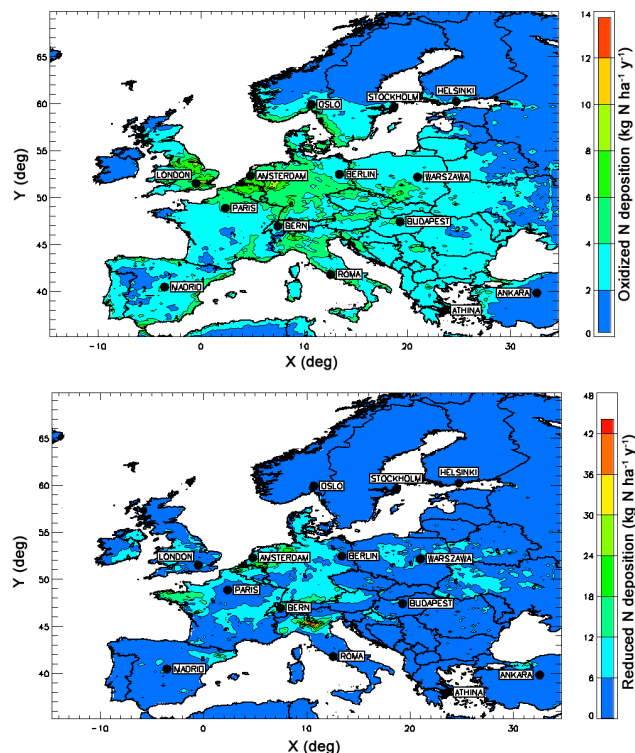 65
60
55
50
45
40
Y (deg)
-10
0
10
20
30
X (deg)
OSLO
STOCKHOLM
HELSINKI
LONDON
AMSTERDAM
BERLIN
WARSZAWA
PARIS
BERN
BUDAPEST
MADRID
ROMA
ANKARA
ATHINA
14
12
10
8
6
4
2
0
Oxidized N deposition (kg N ha⁻¹ y⁻¹)
65
60
55
50
45
40
Y (deg)
-10
0
10
20
30
X (deg)
OSLO
STOCKHOLM
HELSINKI
LONDON
AMSTERDAM
BERLIN
WARSZAWA
PARIS
BERN
BUDAPEST
MADRID
ROMA
ANKARA
ATHINA
48
42
36
30
24
18
12
6
0
Reduced N deposition (kg N ha⁻¹ y⁻¹)